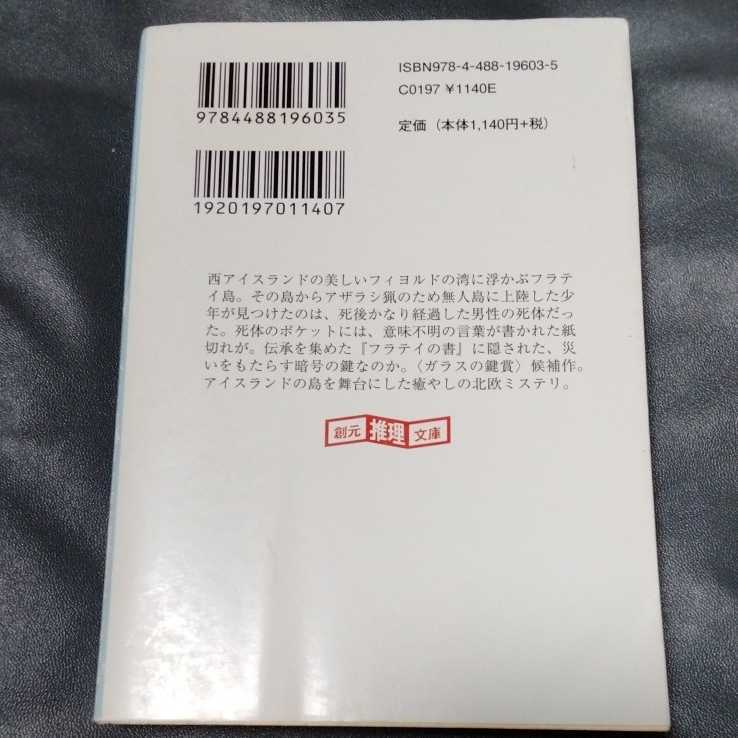 ISBN978-4-488-19603-5
C0197 ¥1140E
定価（本体1,140円+税）
9784488196035
1920197011407
西アイスランドの美しいフィヨルドの湾に浮かぶフラテ
イ島。その島からアザラシ猟のため無人島に上陸した少
年が見つけたのは、死後かなり経過した男性の死体だっ
た。死体のポケットには、意味不明の言葉が書かれた紙
切れが。伝承を集めた『フラテイの書』に隠された、災
いをもたらす暗号の鍵なのか。〈ガラスの鍵賞〉候補作。
アイスランドの島を舞台にした癒やしの北欧ミステリ。
創元推理文庫